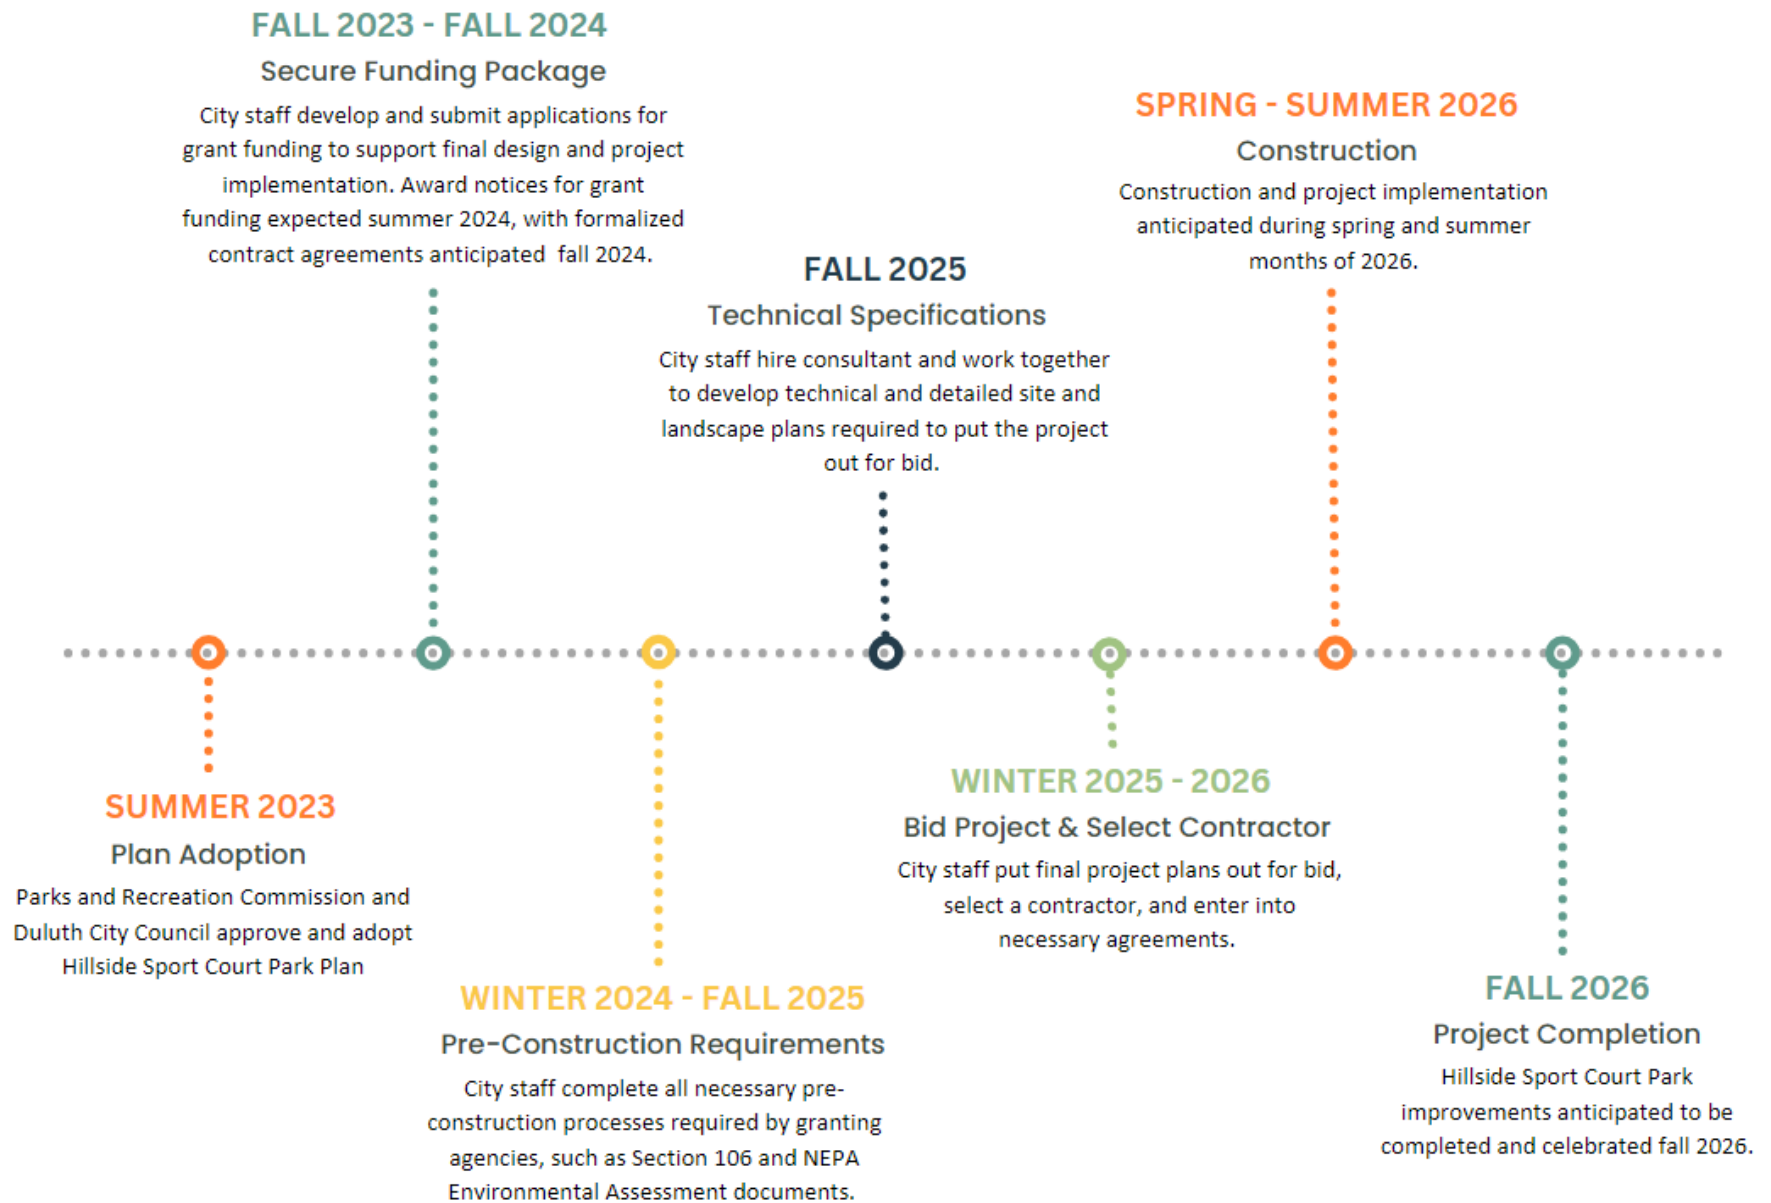 FALL 2023 - FALL 2024
Secure Funding Package
City staff develop and submit applications for
grant funding to support final design and project
implementation. Award notices for grant
funding expected summer 2024, with formalized
contract agreements anticipated  fall 2024.
SPRING - SUMMER 2026
Construction
Construction and project implementation
anticipated during spring and summer
months of 2026.
FALL 2025
Technical Specifications
City staff hire consultant and work together
to develop technical and detailed site and
landscape plans required to put the project
out for bid.
SUMMER 2023
Plan Adoption
Parks and Recreation Commission and
Duluth City Council approve and adopt
Hillside Sport Court Park Plan
WINTER 2024 - FALL 2025
Pre-Construction Requirements
City staff complete all necessary pre-
construction processes required by granting
agencies, such as Section 106 and NEPA
Environmental Assessment documents.
WINTER 2025 - 2026
Bid Project & Select Contractor
City staff put final project plans out for bid,
select a contractor, and enter into
necessary agreements.
FALL 2026
Project Completion
Hillside Sport Court Park
improvements anticipated to be
completed and celebrated fall 2026.